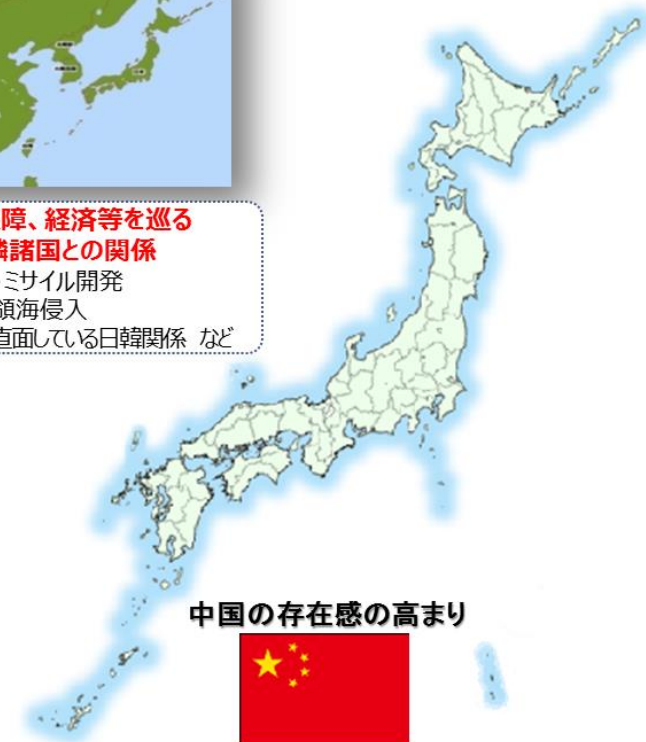 障、経済等を巡る
隣諸国との関係
ミサイル開発
領海侵入
直面している日韓関係 など
中国の存在感の高まり